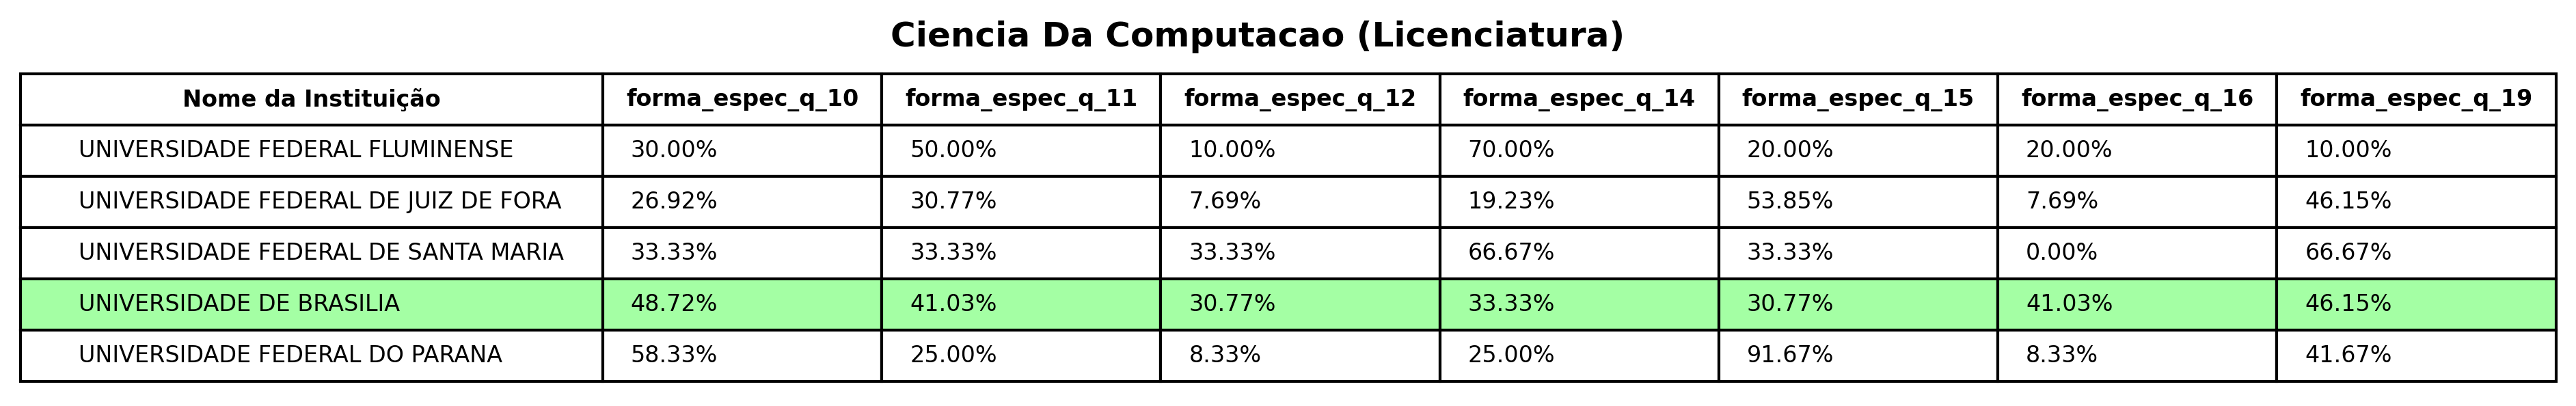 Ciencia Da Computacao (Licenciatura)
Nome da Instituição forma_espec_q_10 forma_espec_q_11 forma_espec_q_12 forma_espec_q_14 forma_espec_q_15 forma_espec_q_16 forma_espec_q_19
UNIVERSIDADE FEDERAL FLUMINENSE 30.00% 50.00% 10.00% 70.00% 20.00% 20.00% 10.00%
UNIVERSIDADE FEDERAL DE JUIZ DE FORA 26.92% 30.77% 7.69% 19.23% 53.85% 7.69% 46.15%
UNIVERSIDADE FEDERAL DE SANTA MARIA 33.33% 33.33% 33.33% 66.67% 33.33% 0.00% 66.67%
UNIVERSIDADE DE BRASILIA 48.72% 41.03% 30.77% 33.33% 30.77% 41.03% 46.15%
UNIVERSIDADE FEDERAL DO PARANA 58.33% 25.00% 8.33% 25.00% 91.67% 8.33% 41.67%